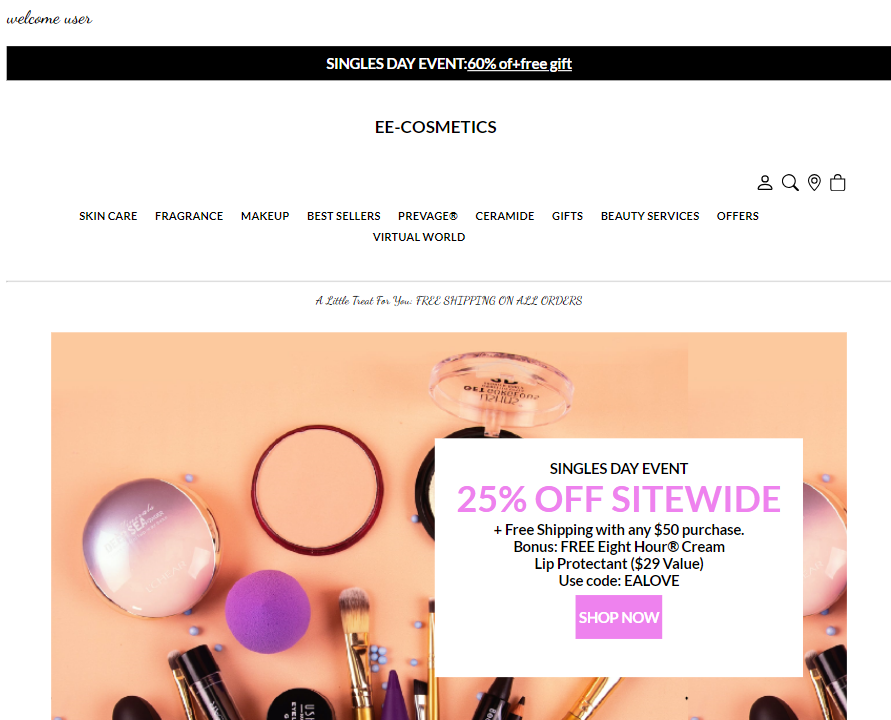 welcome user
SINGLES DAY EVENT:60% of+free gift
EE-COSMETICS
SKIN CARE FRAGRANCE MAKEUP BEST SELLERS PREVAGE® CERAMIDE GIFTS BEAUTY SERVICES OFFERS
VIRTUAL WORLD
A Little Treat For You: FREE SHIPPING ON ALL ORDERS
SINGLES DAY EVENT
25% OFF SITEWIDE
+ Free Shipping with any $50 purchase.
Bonus: FREE Eight Hour® Cream
Lip Protectant ($29 Value)
Use code: EALOVE
SHOP NOW